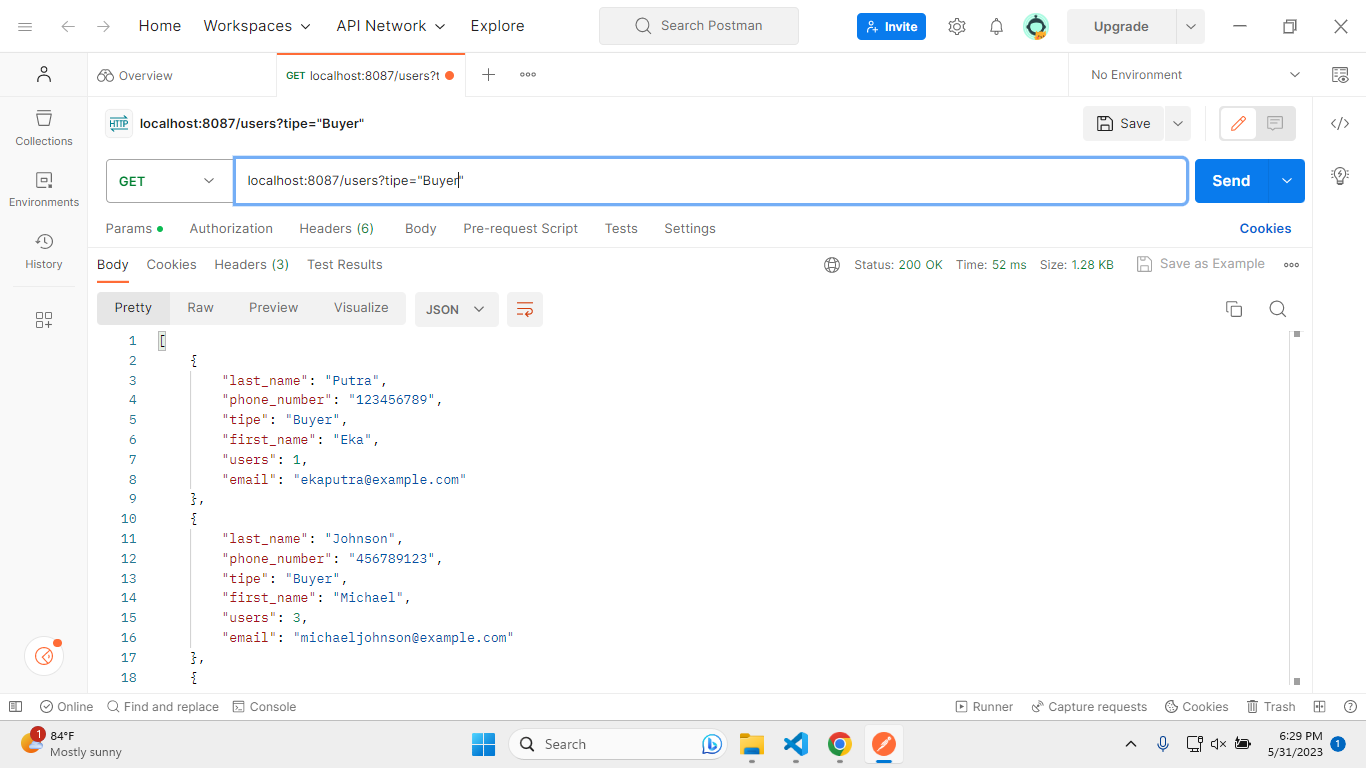 Home Workspaces API Network Explore Search Postman Invite Upgrade
Overview GET localhost:8087/users?t No Environment
HTTP localhost:8087/users?tipe="Buyer" Save
GET localhost:8087/users?tipe="Buyer" Send
Params Authorization Headers (6) Body Pre-request Script Tests Settings Cookies
Body Cookies Headers (3) Test Results Status: 200 OK Time: 52 ms Size: 1.28 KB Save as Example
Pretty Raw Preview Visualize JSON
Collections
Environments
History
1 [
2 {
3 "last_name": "Putra",
4 "phone_number": "123456789",
5 "tipe": "Buyer",
6 "first_name": "Eka",
7 "users": 1,
8 "email": "ekaputra@example.com"
9 },
10 {
11 "last_name": "Johnson",
12 "phone_number": "456789123",
13 "tipe": "Buyer",
14 "first_name": "Michael",
15 "users": 3,
16 "email": "michaeljohnson@example.com"
17 },
18 {
Online Find and replace Console Runner Capture requests Cookies Trash
1 84°F
Mostly sunny
Search
6:29 PM
5/31/2023 1